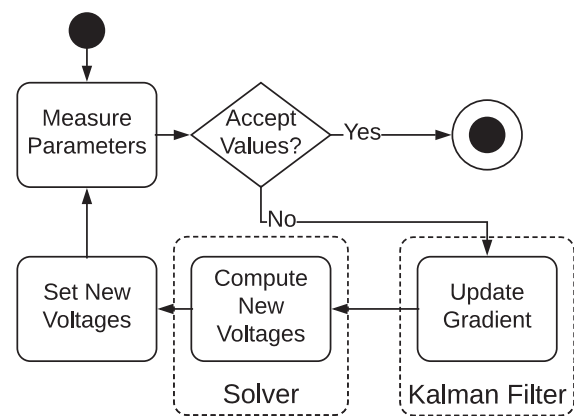 Measure
Parameters
Accept
Values?
Yes
No
Set New
Voltages
Compute
New
Voltages
Update
Gradient
Solver
Kalman Filter